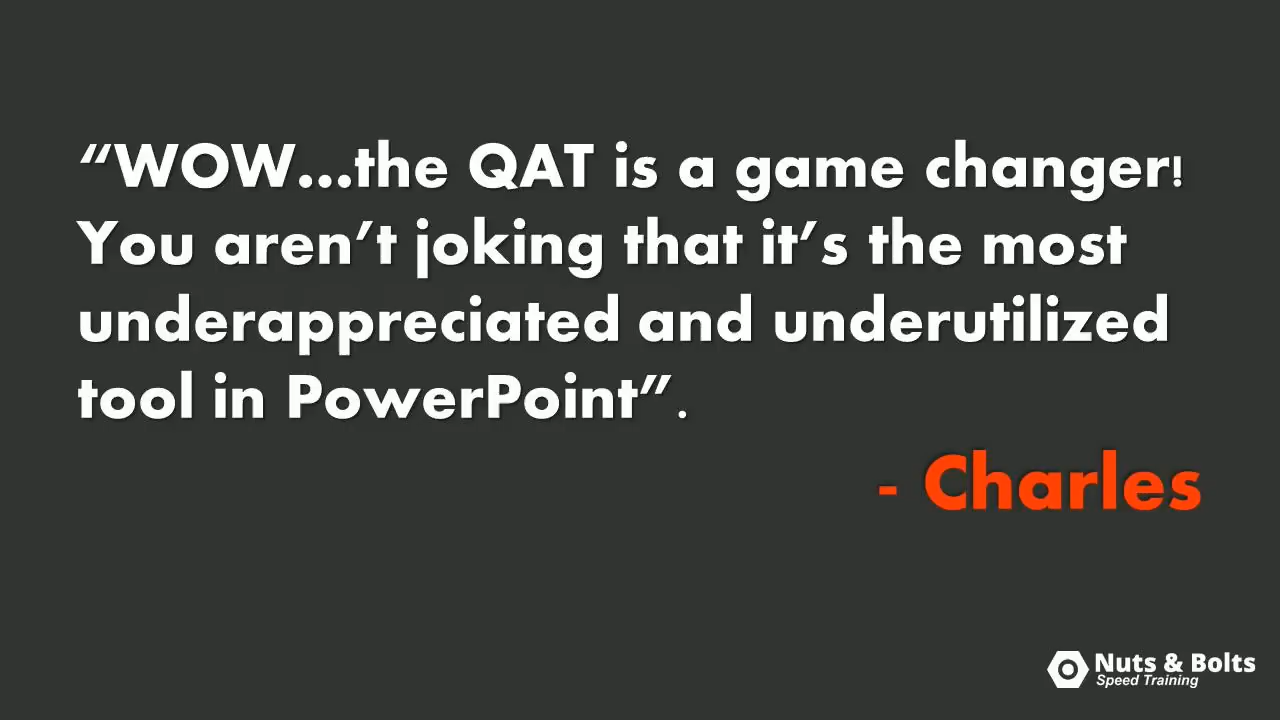 “WOW...the QAT is a game changer!
You aren’t joking that it’s the most
underappreciated and underutilized
tool in PowerPoint”.
- Charles
Nuts & Bolts
Speed Training